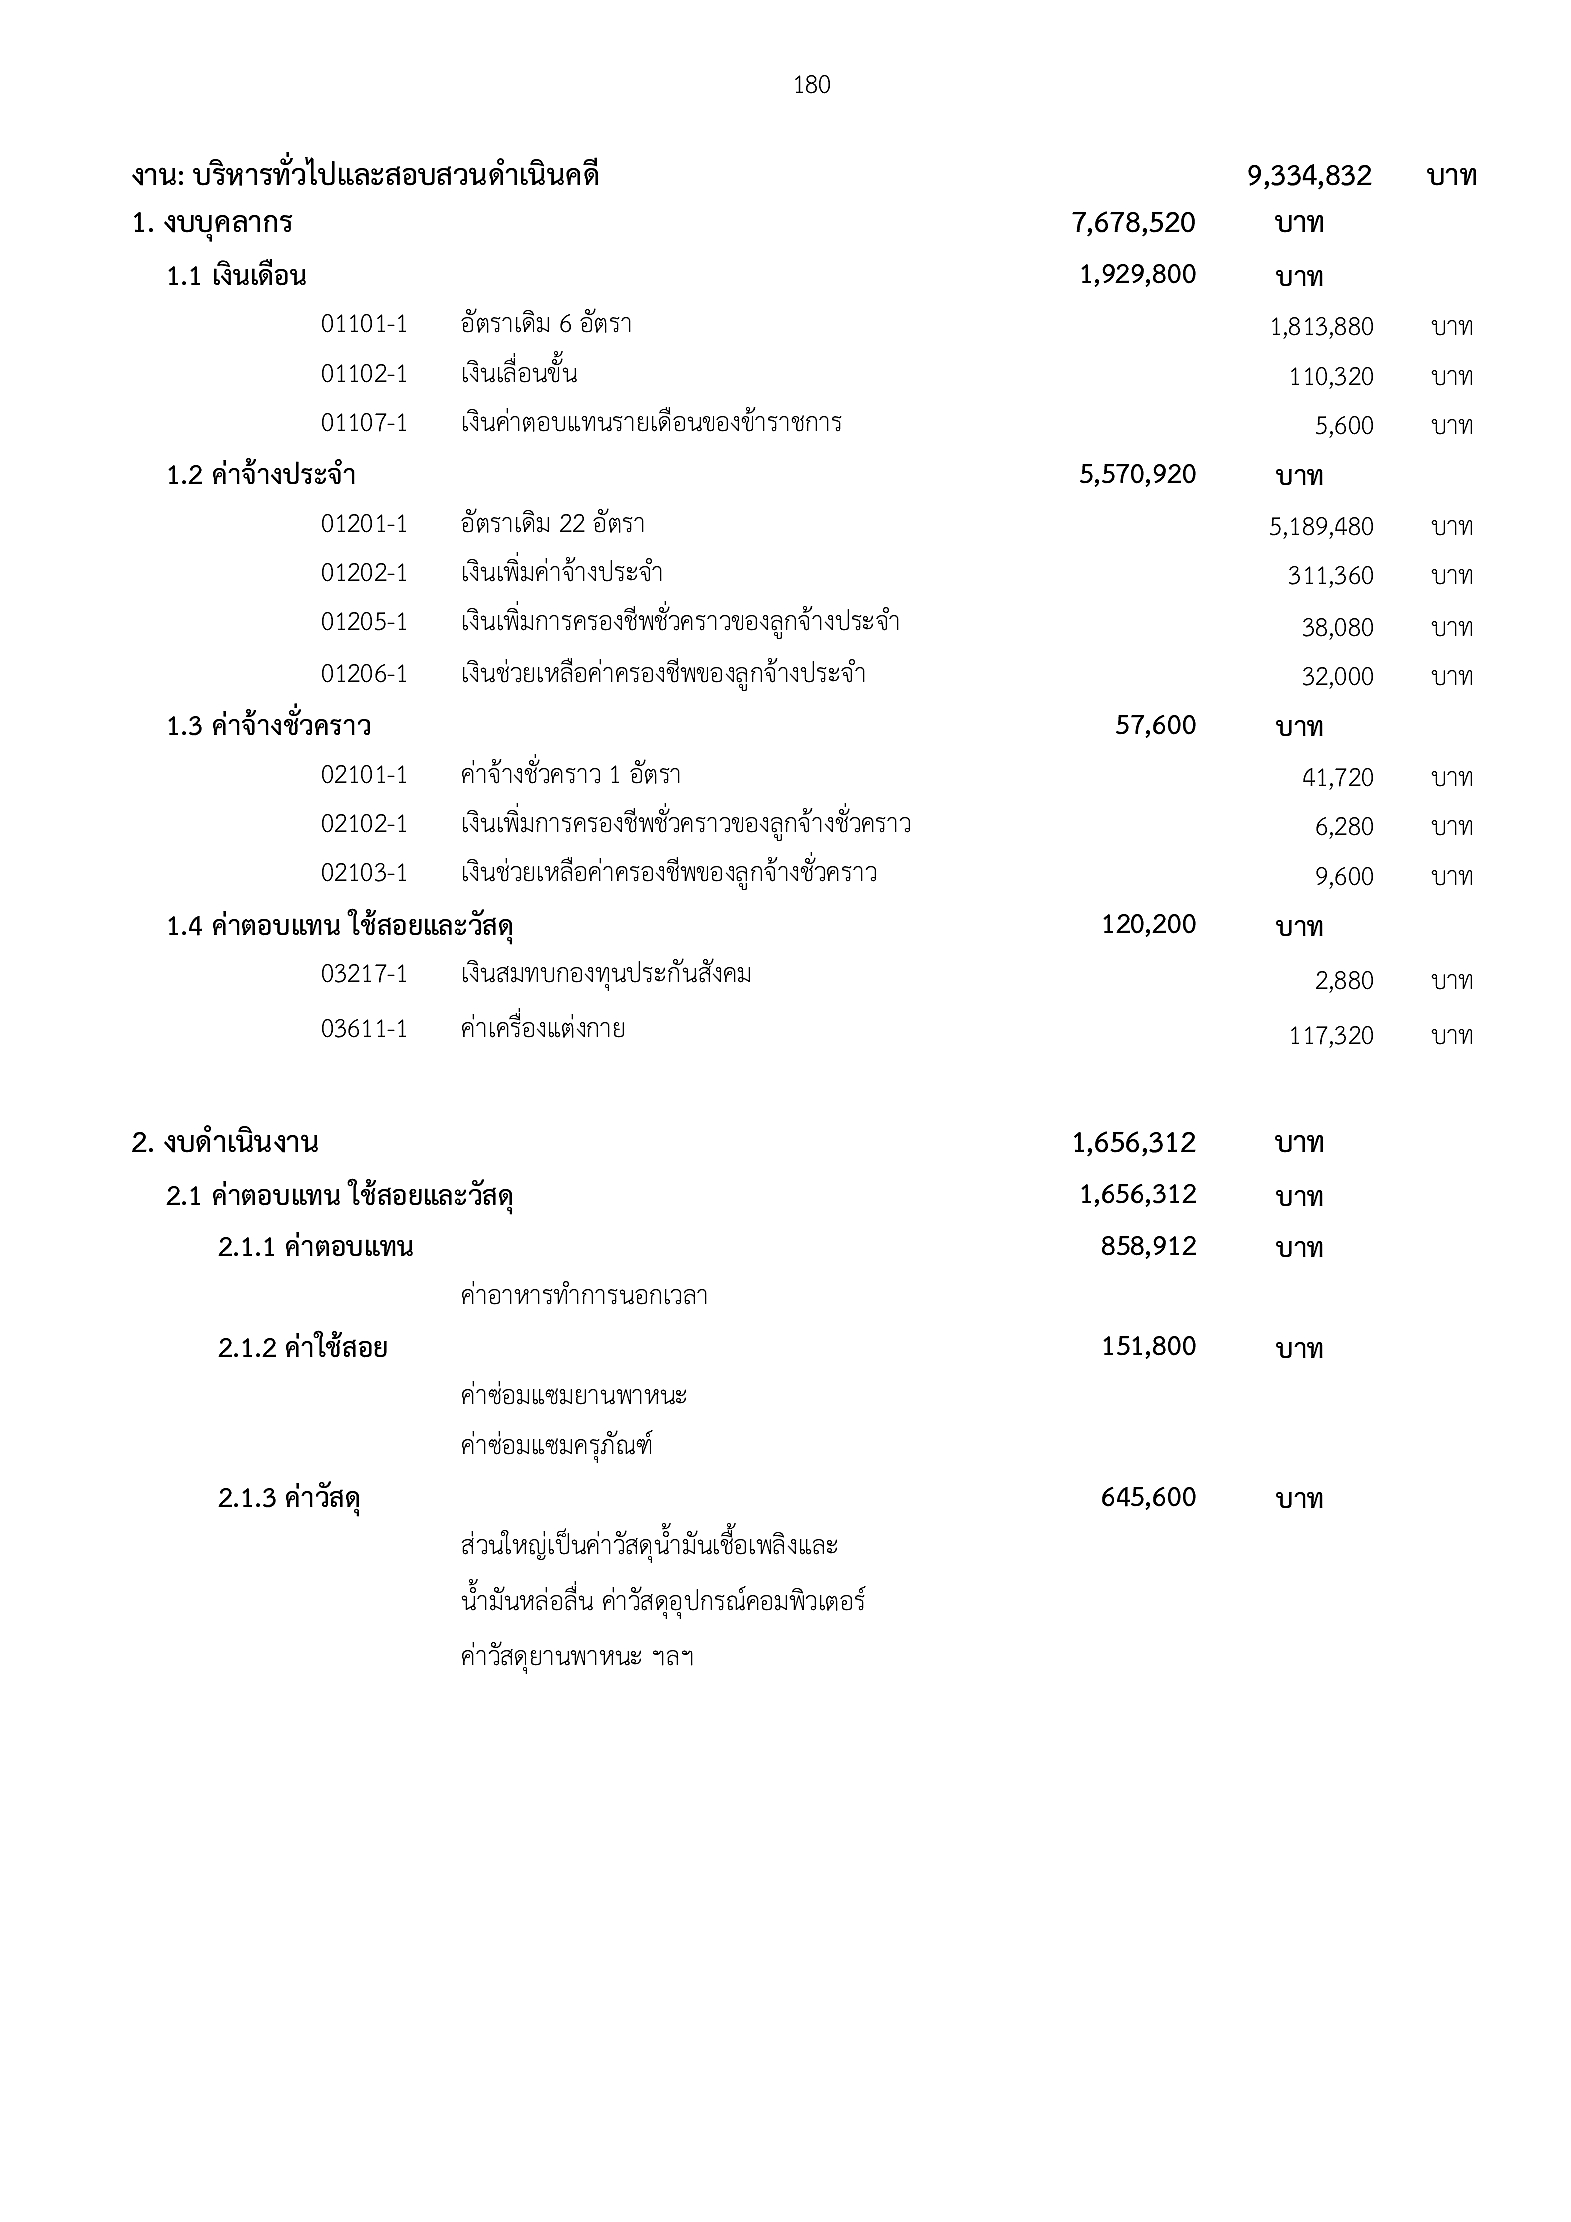 180
งาน: บริหารทั่วไปและสอบสวนดำเนินคดี 9,334,832 บาท
1. งบบุคลากร 7,678,520 บาท
1.1 เงินเดือน 1,929,800 บาท
01101-1 อัตราเดิม 6 อัตรา 1,813,880 บาท
01102-1 เงินเลื่อนขั้น 110,320 บาท
01107-1 เงินค่าตอบแทนรายเดือนของข้าราชการ 5,600 บาท
1.2 ค่าจ้างประจำ 5,570,920 บาท
01201-1 อัตราเดิม 22 อัตรา 5,189,480 บาท
01202-1 เงินเพิ่มค่าจ้างประจำ 311,360 บาท
01205-1 เงินเพิ่มการครองชีพชั่วคราวของลูกจ้างประจำ 38,080 บาท
01206-1 เงินช่วยเหลือค่าครองชีพของลูกจ้างประจำ 32,000 บาท
1.3 ค่าจ้างชั่วคราว 57,600 บาท
02101-1 ค่าจ้างชั่วคราว 1 อัตรา 41,720 บาท
02102-1 เงินเพิ่มการครองชีพชั่วคราวของลูกจ้างชั่วคราว 6,280 บาท
02103-1 เงินช่วยเหลือค่าครองชีพของลูกจ้างชั่วคราว 9,600 บาท
1.4 ค่าตอบแทน ใช้สอยและวัสดุ 120,200 บาท
03217-1 เงินสมทบกองทุนประกันสังคม 2,880 บาท
03611-1 ค่าเครื่องแต่งกาย 117,320 บาท
2. งบดำเนินงาน 1,656,312 บาท
2.1 ค่าตอบแทน ใช้สอยและวัสดุ 1,656,312 บาท
2.1.1 ค่าตอบแทน 858,912 บาท
ค่าอาหารทำการนอกเวลา
2.1.2 ค่าใช้สอย 151,800 บาท
ค่าซ่อมแซมยานพาหนะ
ค่าซ่อมแซมครุภัณฑ์
2.1.3 ค่าวัสดุ 645,600 บาท
ส่วนใหญ่เป็นค่าวัสดุน้ำมันเชื้อเพลิงและ
น้ำมันหล่อลื่น ค่าวัสดุอุปกรณ์คอมพิวเตอร์
ค่าวัสดุยานพาหนะ ฯลฯ